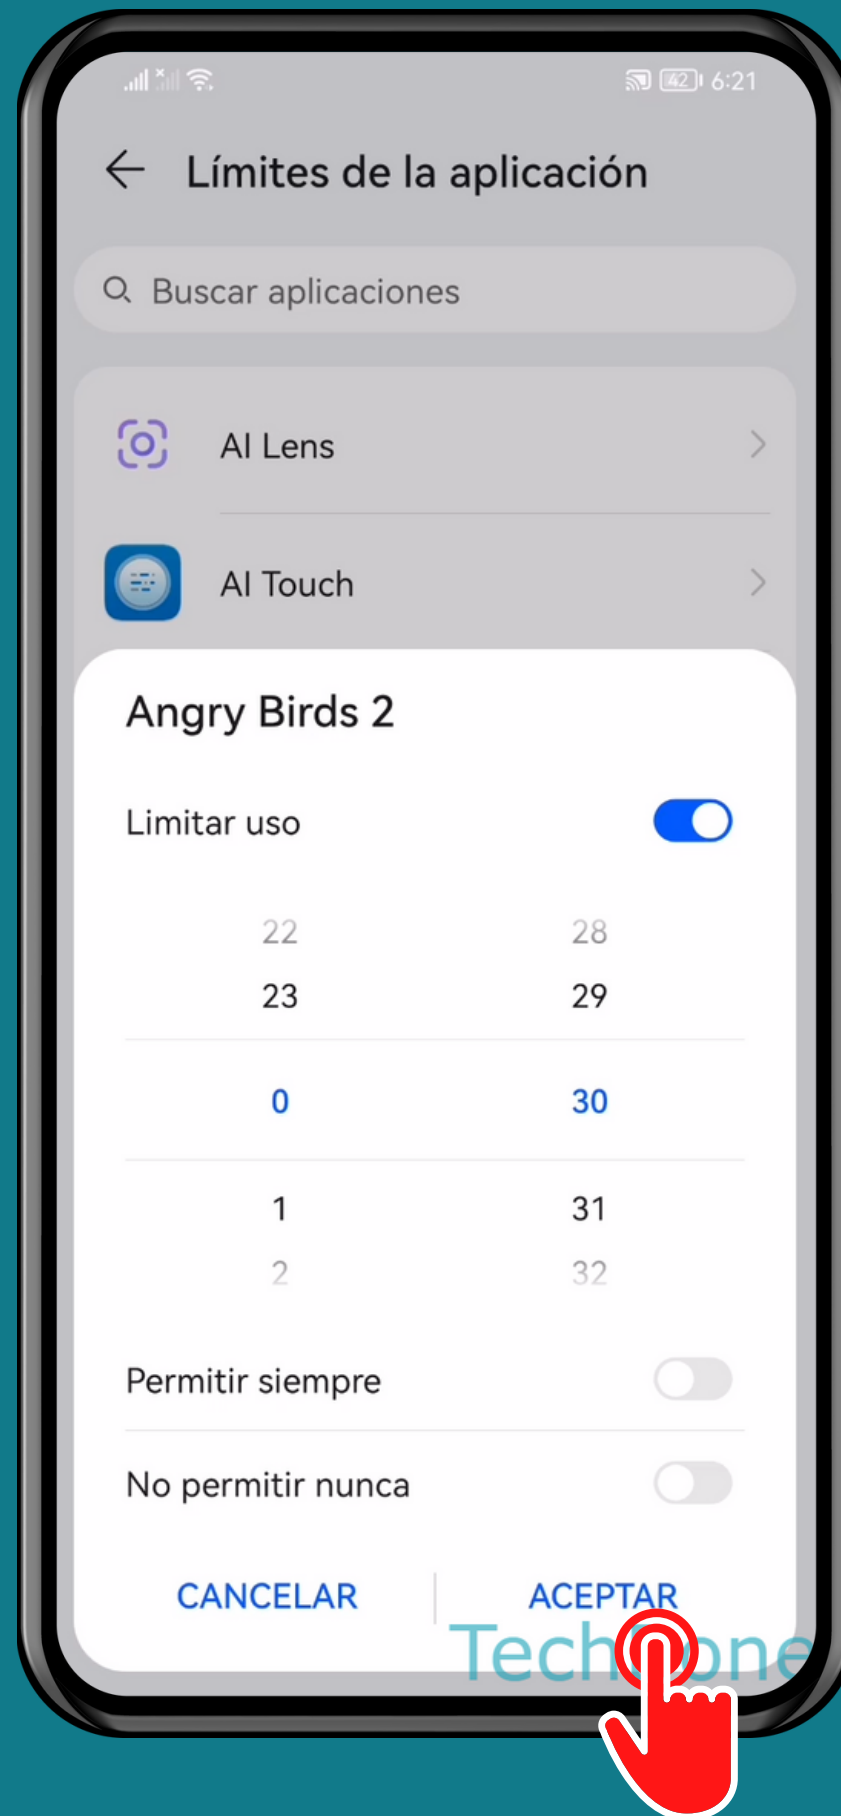 42 6:21
Límites de la aplicación
Buscar aplicaciones
AI Lens
AI Touch
Angry Birds 2
Limitar uso
22 28
23 29
0 30
1 31
2 32
Permitir siempre
No permitir nunca
CANCELAR ACEPTAR